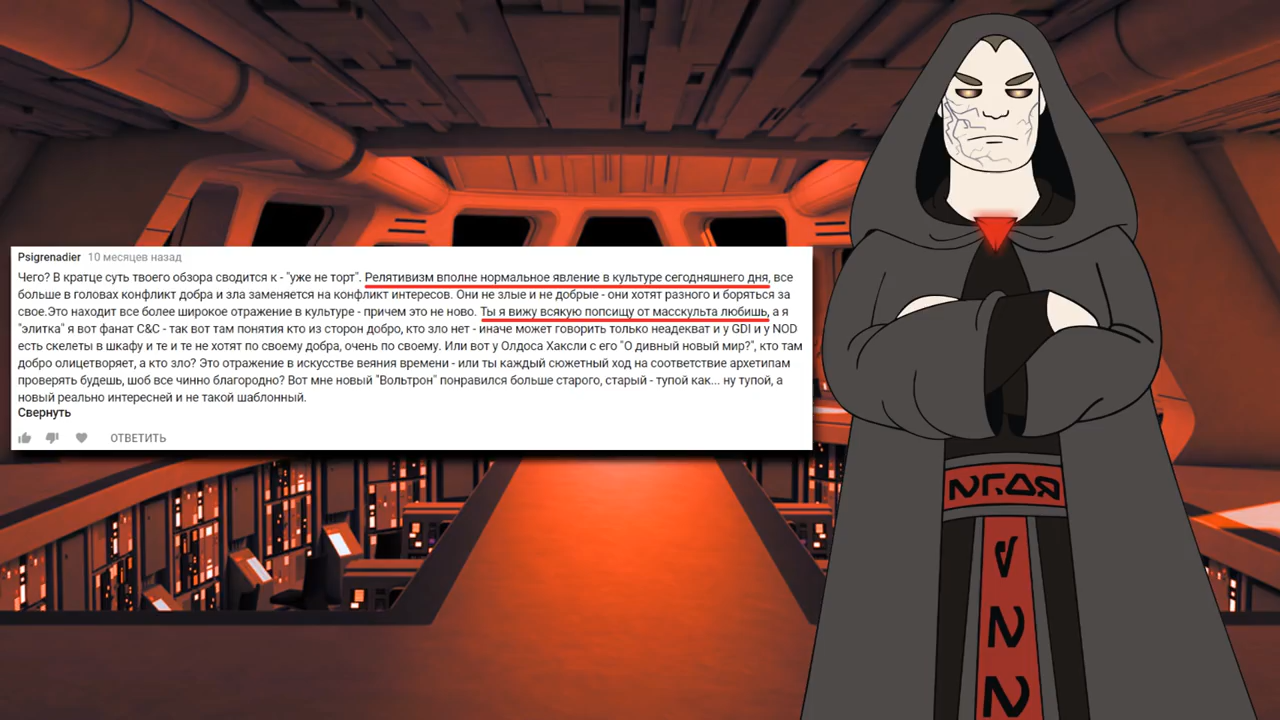 Psigrenadier 10 месяцев назад
Чего? В кратце суть твоего обзора сводится к - "уже не торт". Релятивизм вполне нормальное явление в культуре сегодняшнего дня, все
больше в головах конфликт добра и зла заменяется на конфликт интересов. Они не злые и не добрые - они хотят разного и боряться за
свое.Это находит все более широкое отражение в культуре - причем это не ново. Ты я вижу всякую попсищу от масскульта любишь, а я
"элитка" я вот фанат C&C - так вот там понятия кто из сторон добро, кто зло нет - иначе может говорить только неадекват и у GDI и у NOD
есть скелеты в шкафу и те и те не хотят по своему добра, очень по своему. Или вот у Олдоса Хаксли с его "О дивный новый мир?", кто там
добро олицетворяет, а кто зло? Это отражение в искусстве веяния времени - или ты каждый сюжетный ход на соответствие архетипам
проверять будешь, шоб все чинно благородно? Вот мне новый "Вольтрон" понравился больше старого, старый - тупой как... ну тупой, а
новый реально интересней и не такой шаблонный.
Свернуть
ОТВЕТИТЬ